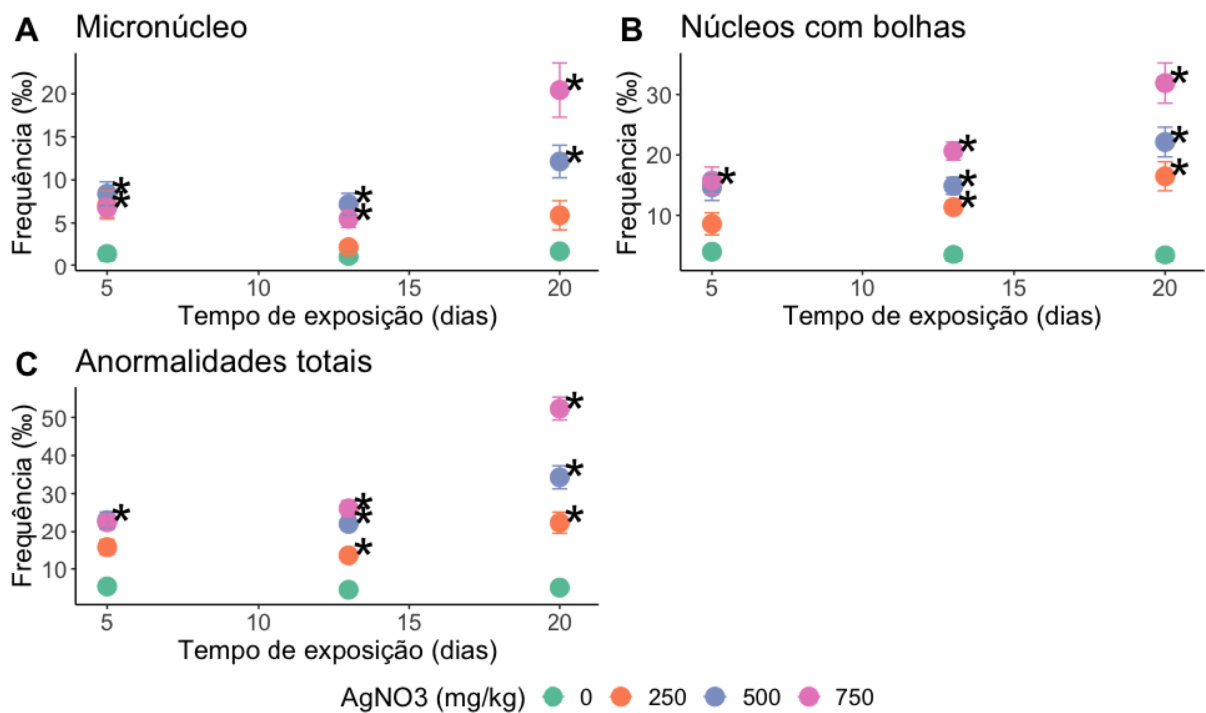 A Micronúcleo
Frequência (‰)
20
15
10
5
0
*
*
*
*
*
*
5 10 15 20
Tempo de exposição (dias)
B Núcleos com bolhas
Frequência (‰)
30
20
10
*
*
*
*
*
*
*
5 10 15 20
Tempo de exposição (dias)
C Anormalidades totais
Frequência (‰)
50
40
30
20
10
*
*
*
*
*
*
*
5 10 15 20
Tempo de exposição (dias)
AgNO3 (mg/kg) 0 250 500 750